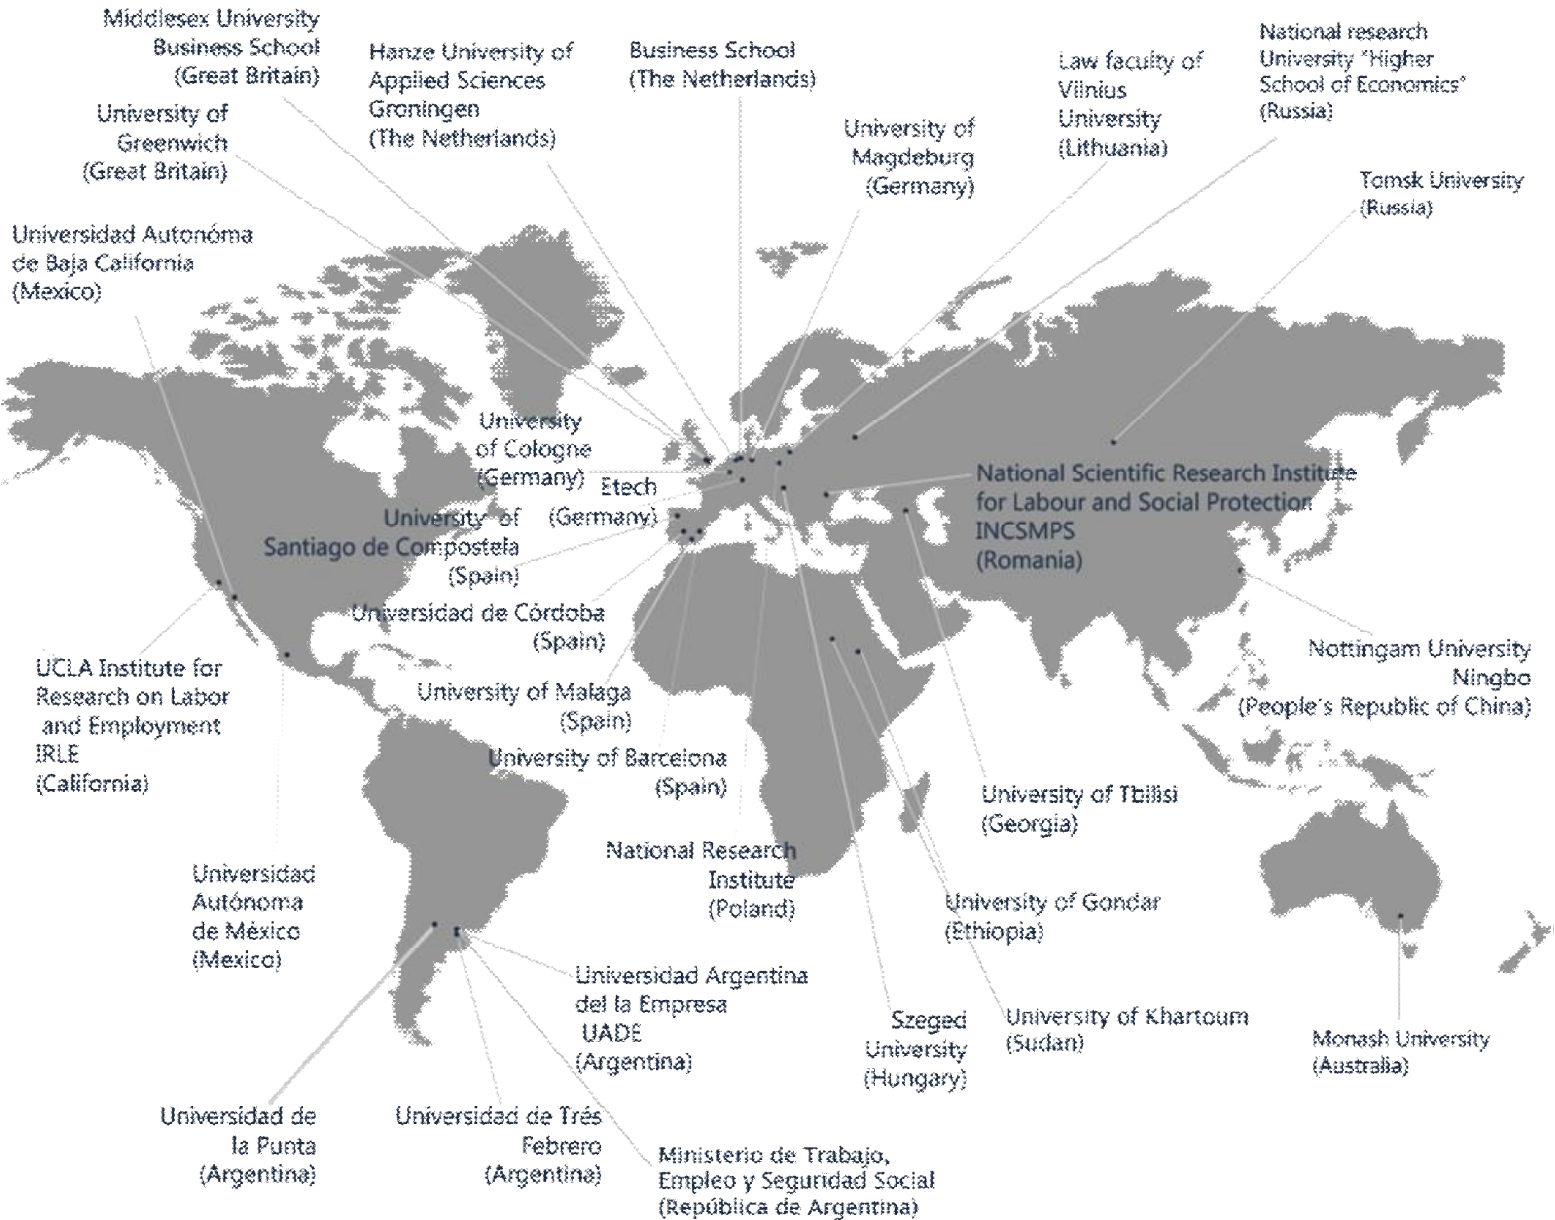 Middlesex University
Business School
(Great Britain)
University of
Greenwich
(Great Britain)
Hanze University of
Applied Sciences
Groningen
(The Netherlands)
Business School
(The Netherlands)
University of
Magdeburg
(Germany)
Law faculty of
Vilnius
University
(Lithuania)
National research
University "Higher
School of Economics"
(Russia)
Tomsk University
(Russia)
Universidad Autonóma
de Baja California
(Mexico)
University
of Cologne
(Germany)
Etech
(Germany)
University of
Santiago de Compostela
(Spain)
Universidad de Córdoba
(Spain)
University of Malaga
(Spain)
University of Barcelona
(Spain)
National Research
Institute
(Poland)
National Scientific Research Institute
for Labour and Social Protection
INCSMPS
(Romania)
Nottingam University
Ningbo
(People's Republic of China)
UCLA Institute for
Research on Labor
and Employment
IRLE
(California)
University of Tbilisi
(Georgia)
Universidad
Autónoma
de México
(Mexico)
University of Gondar
(Ethiopia)
Universidad Argentina
del la Empresa
UADE
(Argentina)
Szeged
University
(Hungary)
University of Khartoum
(Sudan)
Monash University
(Australia)
Universidad de
la Punta
(Argentina)
Universidad de Trés
Febrero
(Argentina)
Ministerio de Trabajo,
Empleo y Seguridad Social
(República de Argentina)